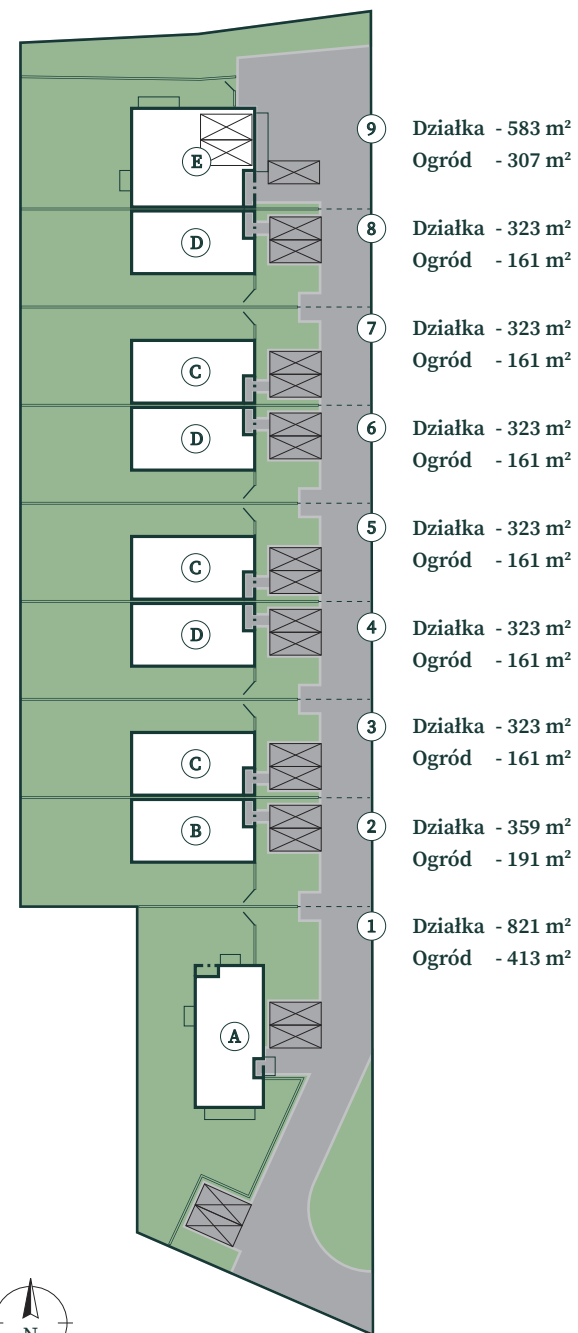 9 Działka - 583 m²
Ogród - 307 m²
E
8 Działka - 323 m²
Ogród - 161 m²
D
7 Działka - 323 m²
Ogród - 161 m²
C
6 Działka - 323 m²
Ogród - 161 m²
D
5 Działka - 323 m²
Ogród - 161 m²
C
4 Działka - 323 m²
Ogród - 161 m²
D
3 Działka - 323 m²
Ogród - 161 m²
C
2 Działka - 359 m²
Ogród - 191 m²
B
1 Działka - 821 m²
Ogród - 413 m²
A
N